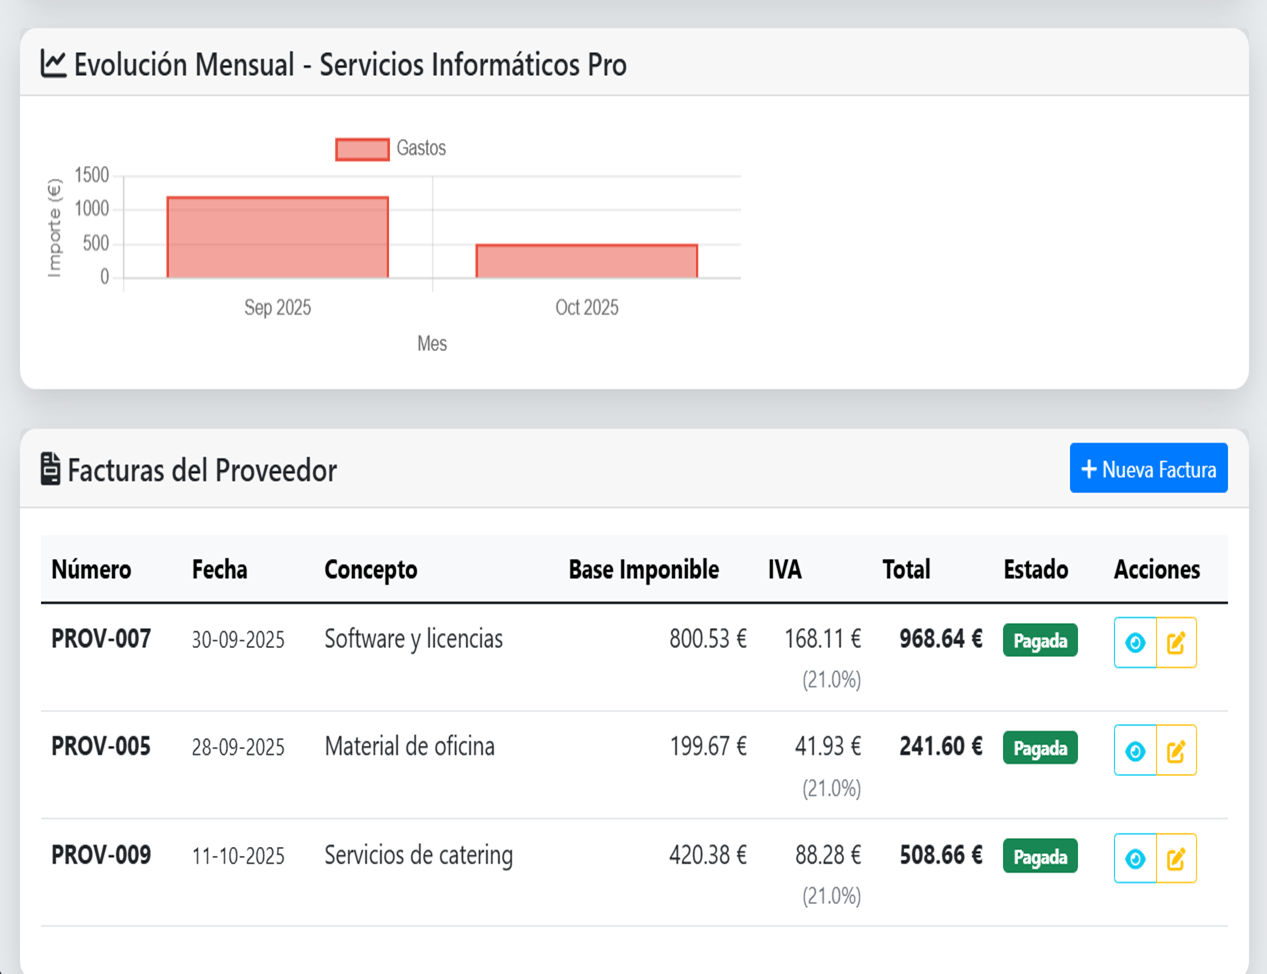 Evolución Mensual - Servicios Informáticos Pro
Gastos
Importe (€)
1500
1000
500
0
Sep 2025 Oct 2025
Mes
Facturas del Proveedor + Nueva Factura
Número Fecha Concepto Base Imponible IVA Total Estado Acciones
PROV-007 30-09-2025 Software y licencias 800.53 € 168.11 € 968.64 € Pagada
(21.0%)
PROV-005 28-09-2025 Material de oficina 199.67 € 41.93 € 241.60 € Pagada
(21.0%)
PROV-009 11-10-2025 Servicios de catering 420.38 € 88.28 € 508.66 € Pagada
(21.0%)